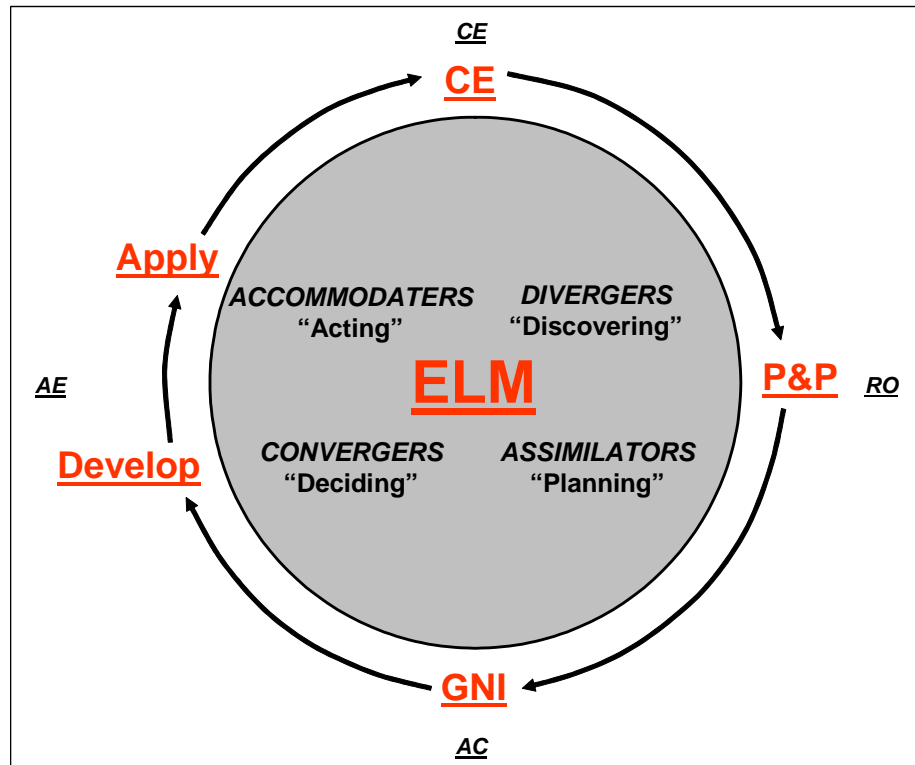 CE
CE
Apply
ACCOMMODATERS
“Acting”
DIVERGERS
“Discovering”
ELM
P&P
RO
AE
Develop
CONVERGERS
“Deciding”
ASSIMILATORS
“Planning”
GNI
AC